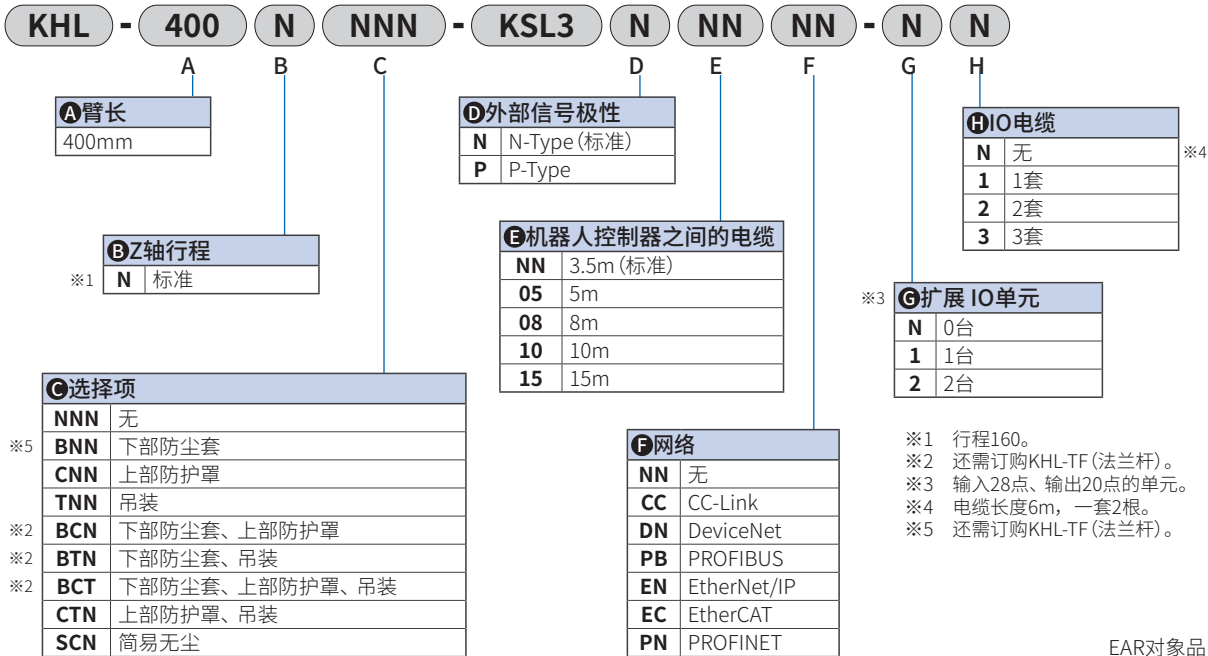 KHL - 400 N NNN - KSL3 N NN NN - N N
A B C D E F G H
Ⓐ臂长
400mm
ⒷZ轴行程
※1 N 标准
Ⓒ选择项
NNN 无
※5 BNN 下部防尘套
CNN 上部防护罩
TNN 吊装
※2 BCN 下部防尘套、上部防护罩
※2 BTN 下部防尘套、吊装
※2 BCT 下部防尘套、上部防护罩、吊装
CTN 上部防护罩、吊装
SCN 简易无尘
Ⓓ外部信号极性
N N-Type(标准)
P P-Type
Ⓔ机器人控制器之间的电缆
NN 3.5m(标准)
05 5m
08 8m
10 10m
15 15m
Ⓕ网络
NN 无
CC CC-Link
DN DeviceNet
PB PROFIBUS
EN EtherNet/IP
EC EtherCAT
PN PROFINET
※3 Ⓖ扩展 IO单元
N 0台
1 1台
2 2台
ⒽIO电缆
N 无 ※4
1 1套
2 2套
3 3套
※1 行程160。
※2 还需订购KHL-TF(法兰杆)。
※3 输入28点、输出20点的单元。
※4 电缆长度6m，一套2根。
※5 还需订购KHL-TF(法兰杆)。
EAR对象品